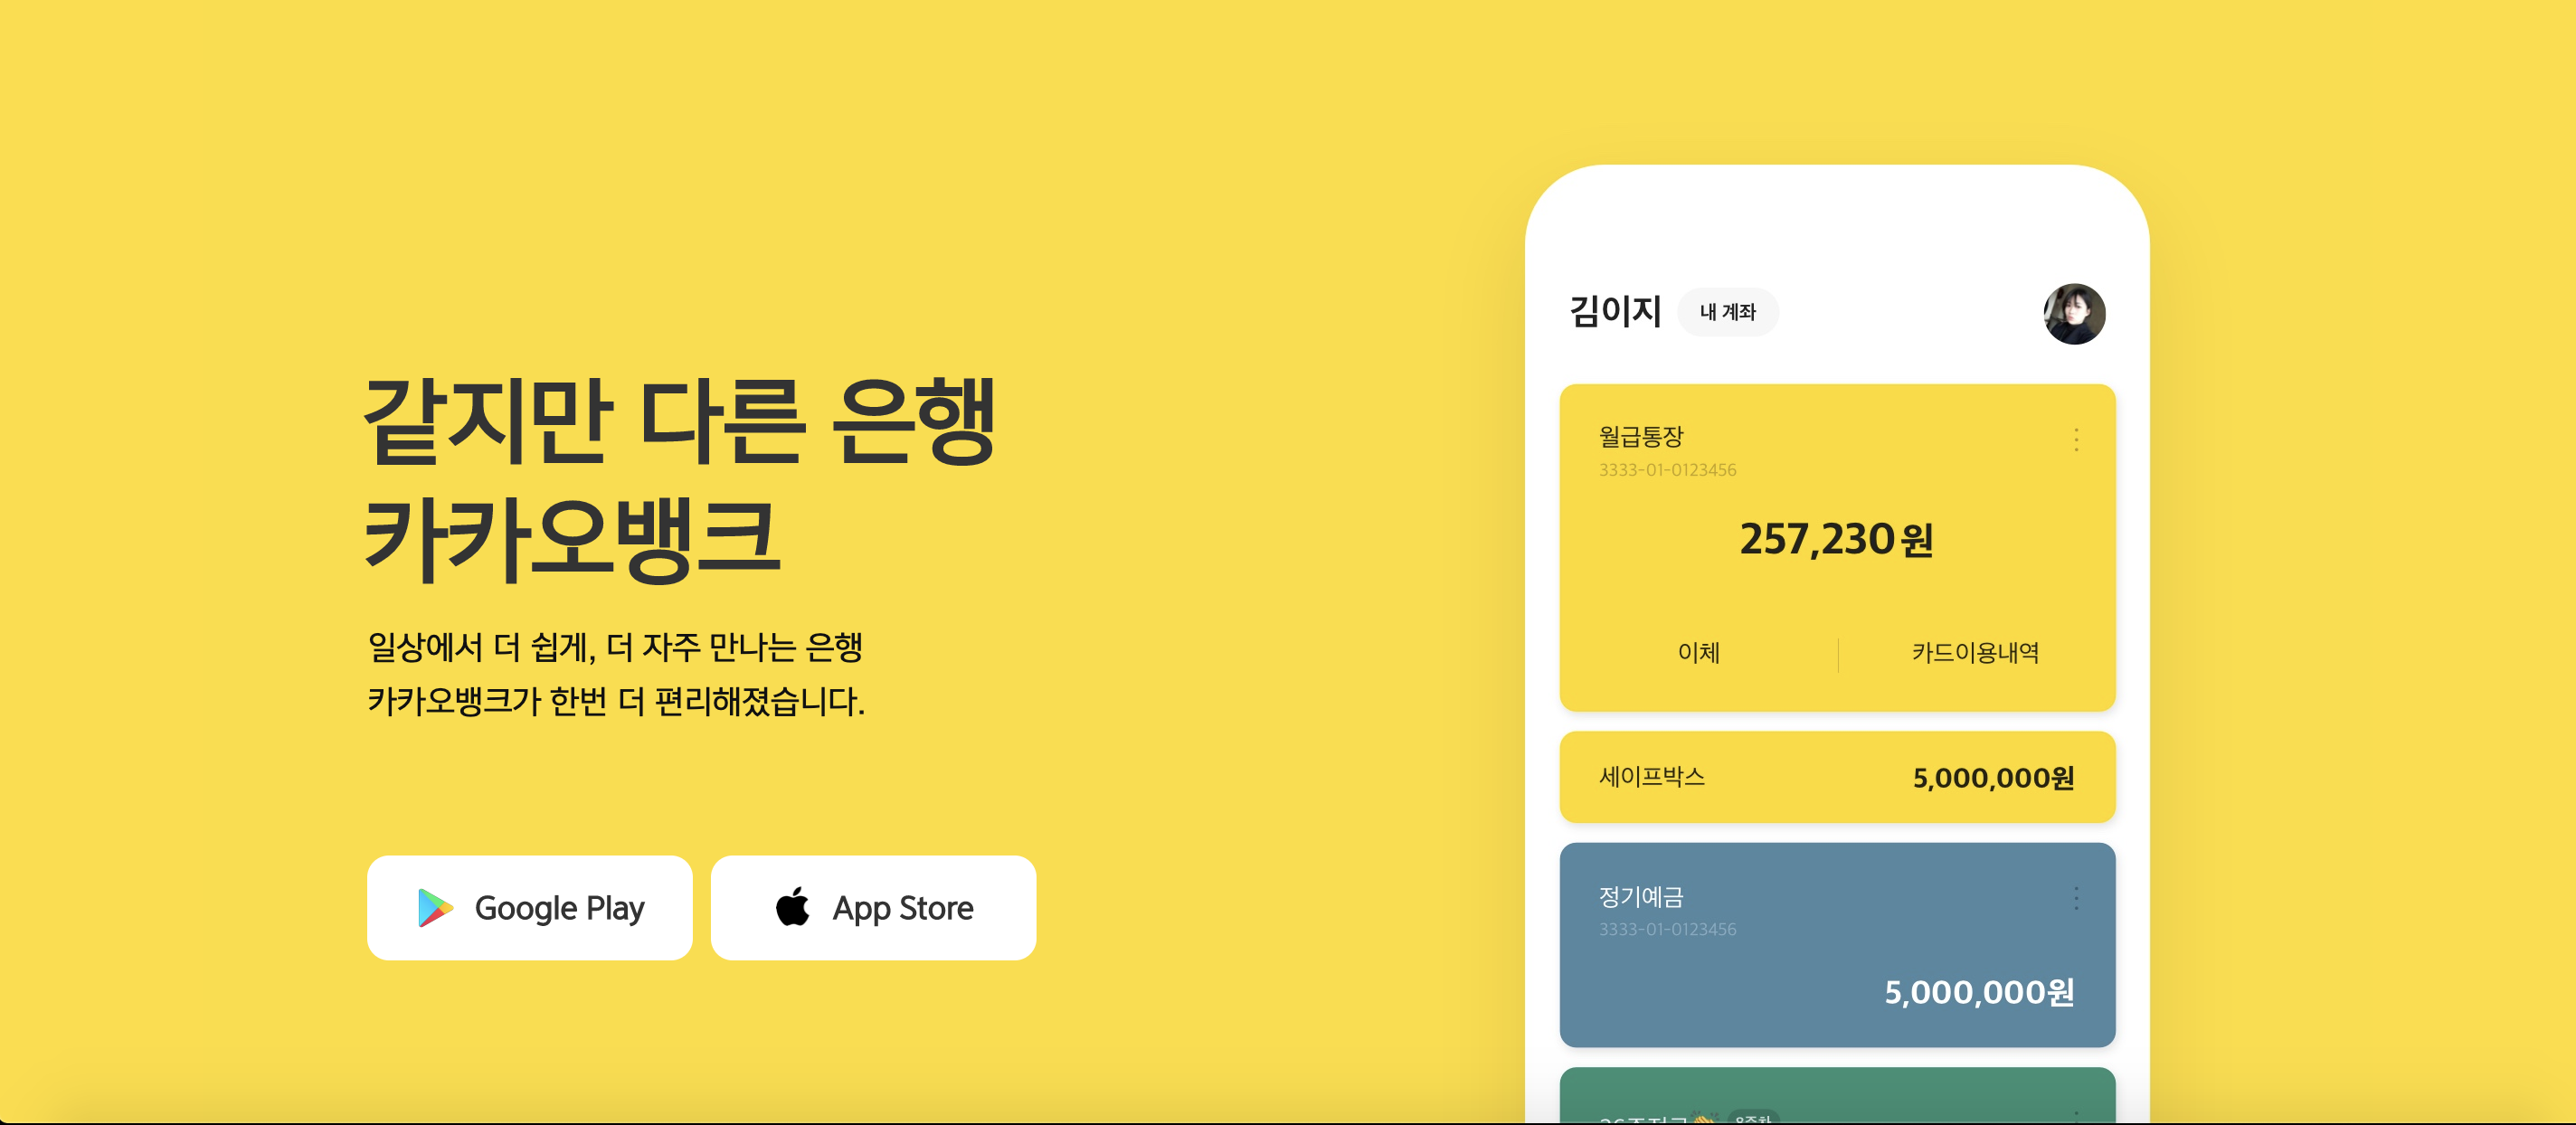 같지만 다른 은행
카카오뱅크
일상에서 더 쉽게, 더 자주 만나는 은행
카카오뱅크가 한번 더 편리해졌습니다.
Google Play
App Store
김이지 내 계좌
월급통장
3333-01-0123456
257,230 원
이체 카드이용내역
세이프박스 5,000,000원
정기예금
3333-01-0123456
5,000,000원